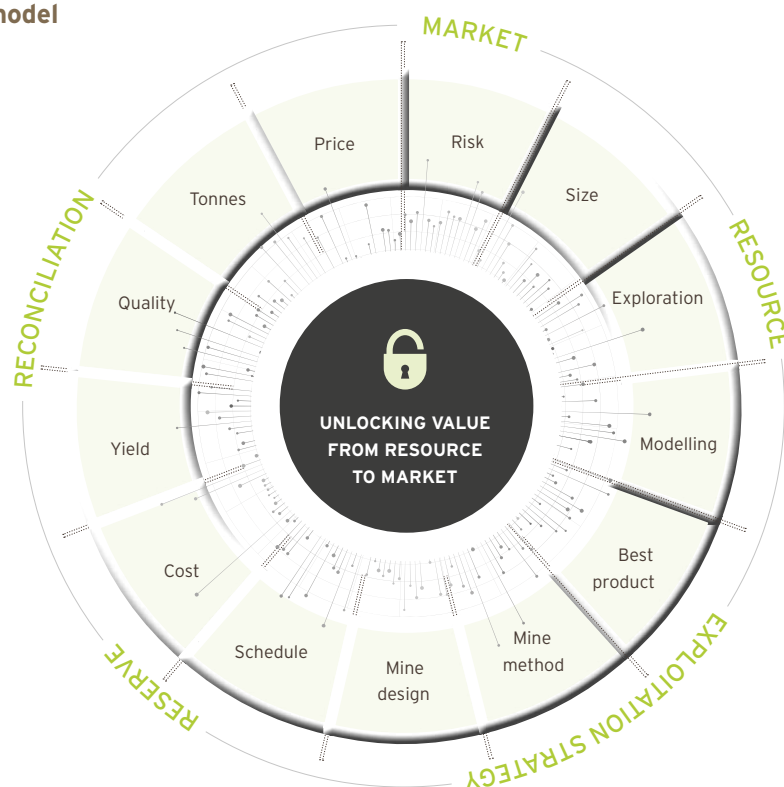 model
MARKET
Price
Risk
Tonnes
Size
RESOURCE
RECONCILIATION
Quality
Exploration
UNLOCKING VALUE
FROM RESOURCE
TO MARKET
Yield
Modelling
Cost
Best
product
Schedule
Mine
design
Mine
method
RESERVE
EXPLOITATION STRATEGY